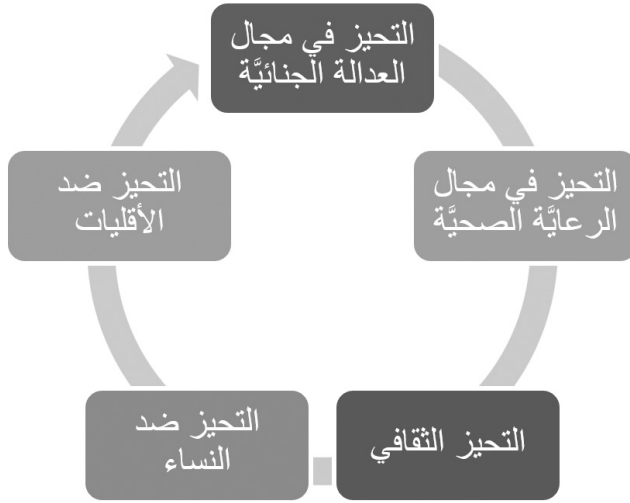 التحيز في مجال
العدالة الجنائيَّة
التحيز في مجال
الرعايَّة الصحيَّة
التحيز الثقافي
التحيز ضد
النساء
التحيز ضد
الأقليات